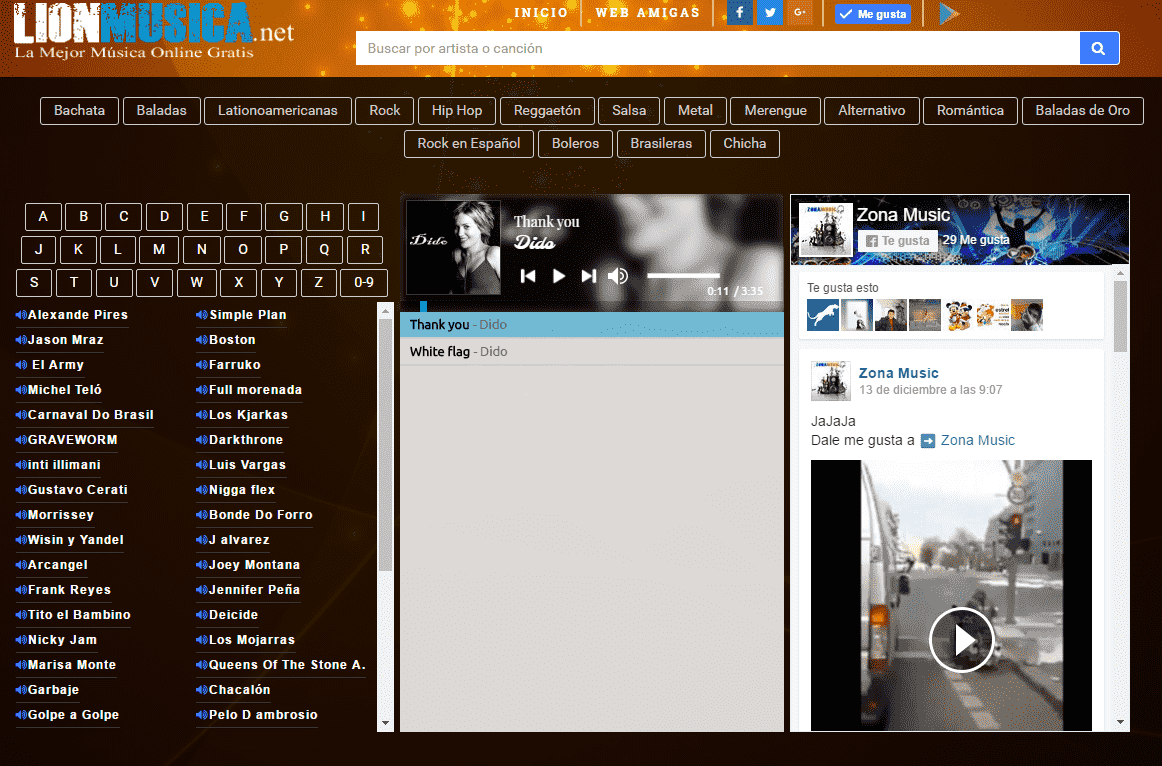 LIONMUSICA.net
La Mejor Música Online Gratis
INICIO
WEB AMIGAS
f
G+
Me gusta
Buscar por artista o canción
Bachata
Baladas
Lationoamericanas
Rock
Hip Hop
Reggaetón
Salsa
Metal
Merengue
Alternativo
Romántica
Baladas de Oro
Rock en Español
Boleros
Brasileras
Chicha
A B C D E F G H I
J K L M N O P Q R
S T U V W X Y Z 0-9
Alexande Pires
Simple Plan
Jason Mraz
Boston
El Army
Farruko
Michel Teló
Full morenada
Carnaval Do Brasil
Los Kjarkas
GRAVEWORM
Darkthrone
inti illimani
Luis Vargas
Gustavo Cerati
Nigga flex
Morrissey
Bonde Do Forro
Wisin y Yandel
J alvarez
Arcangel
Joey Montana
Frank Reyes
Jennifer Peña
Tito el Bambino
Deicide
Nicky Jam
Los Mojarras
Marisa Monte
Queens Of The Stone A.
Garbaje
Chacalón
Golpe a Golpe
Pelo D ambrosio
Dido
Thank you
Dido
0:11 / 3:35
Thank you - Dido
White flag - Dido
Zona Music
Te gusta
29 Me gusta
Te gusta esto
Zona Music
13 de diciembre a las 9:07
JaJaJa
Dale me gusta a Zona Music